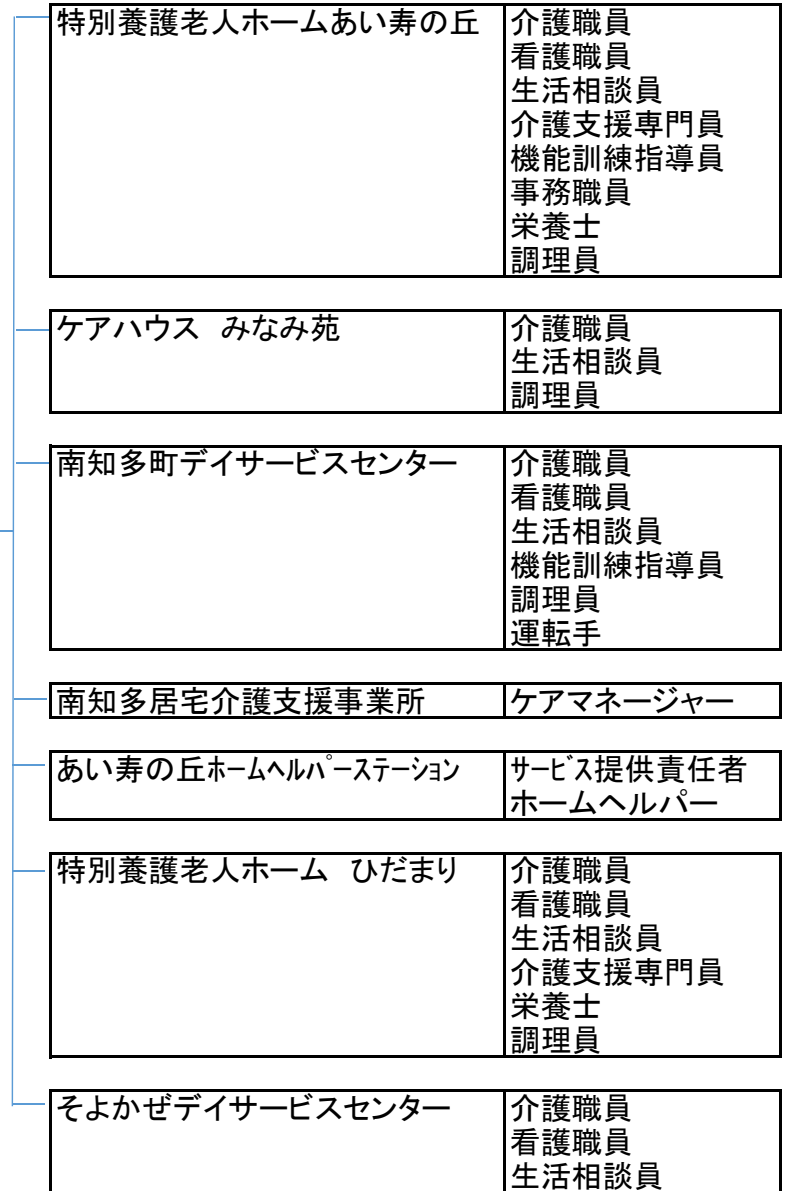 特別養護老人ホームあい寿の丘 介護職員
看護職員
生活相談員
介護支援専門員
機能訓練指導員
事務職員
栄養士
調理員
ケアハウス　みなみ苑 介護職員
生活相談員
調理員
南知多町デイサービスセンター 介護職員
看護職員
生活相談員
機能訓練指導員
調理員
運転手
南知多居宅介護支援事業所 ケアマネージャー
あい寿の丘ﾎｰﾑﾍﾙﾊﾟｰｽﾃｰｼｮﾝ ｻｰﾋﾞｽ提供責任者
ホームヘルパー
特別養護老人ホーム　ひだまり 介護職員
看護職員
生活相談員
介護支援専門員
栄養士
調理員
そよかぜデイサービスセンター 介護職員
看護職員
生活相談員